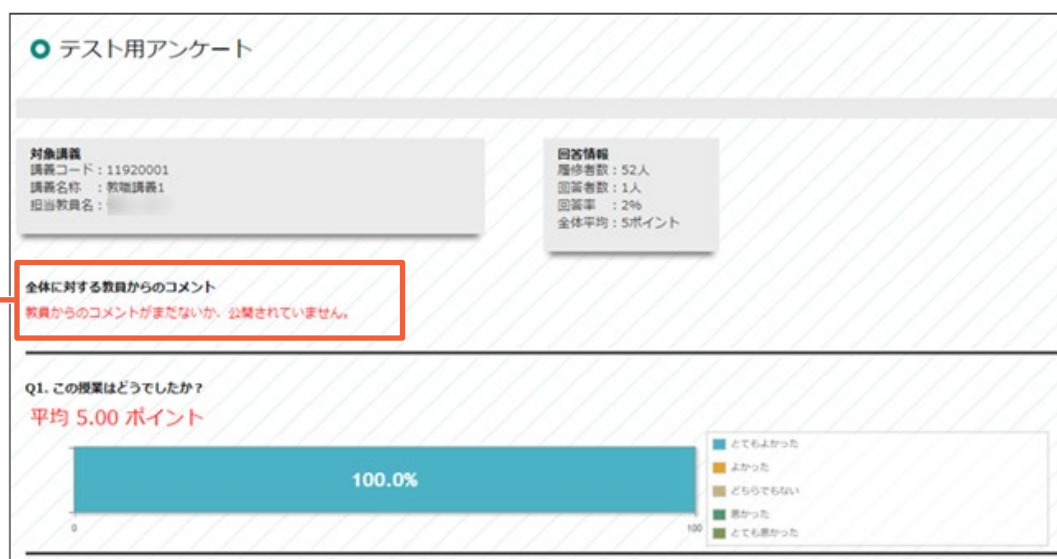 テスト用アンケート
対象講義
講義コード：11920001
講義名称　：教職講義1
担当教員名：
回答情報
履修者数：52人
回答者数：1人
回答率　：2%
全体平均：5ポイント
全体に対する教員からのコメント
教員からのコメントがまだないか、公開されていません。
Q1. この授業はどうでしたか？
平均 5.00 ポイント
100.0%
0
100
とてもよかった
よかった
どちらでもない
悪かった
とても悪かった